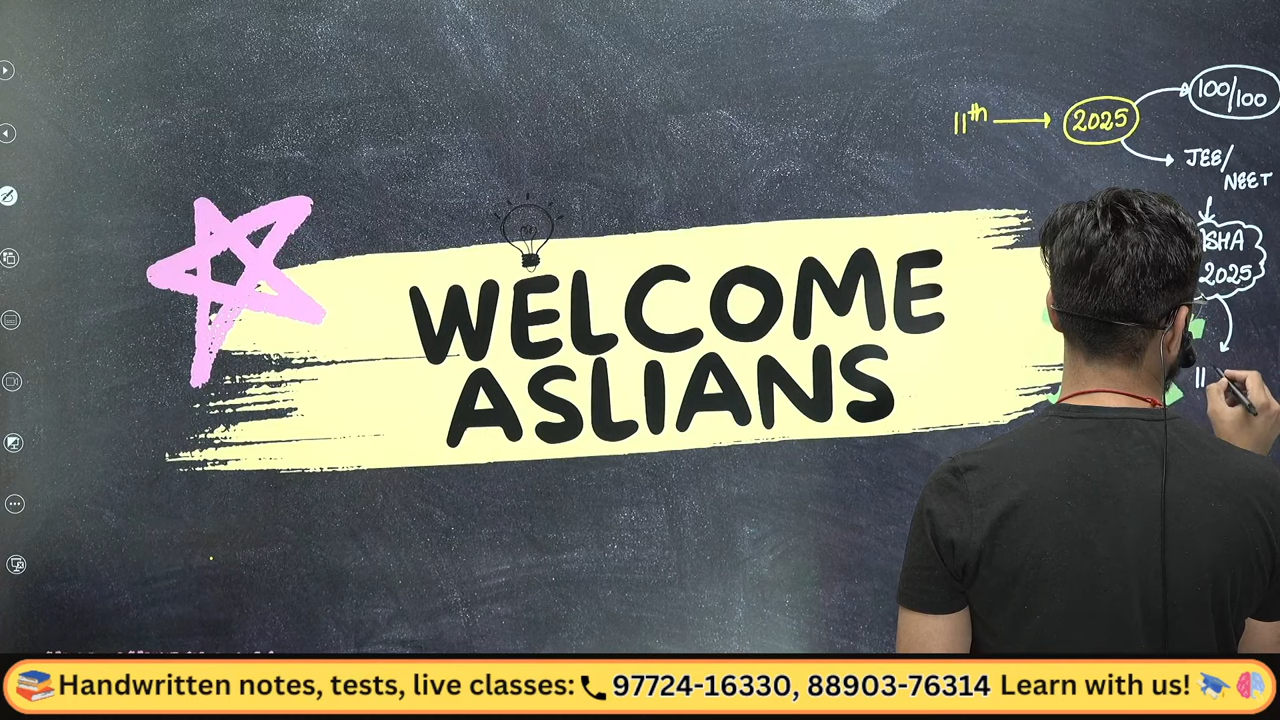 11th → 2025
100/100
JEE/
NEET
2025
11
WELCOME
ASLIANS
Handwritten notes, tests, live classes: 97724-16330, 88903-76314 Learn with us!